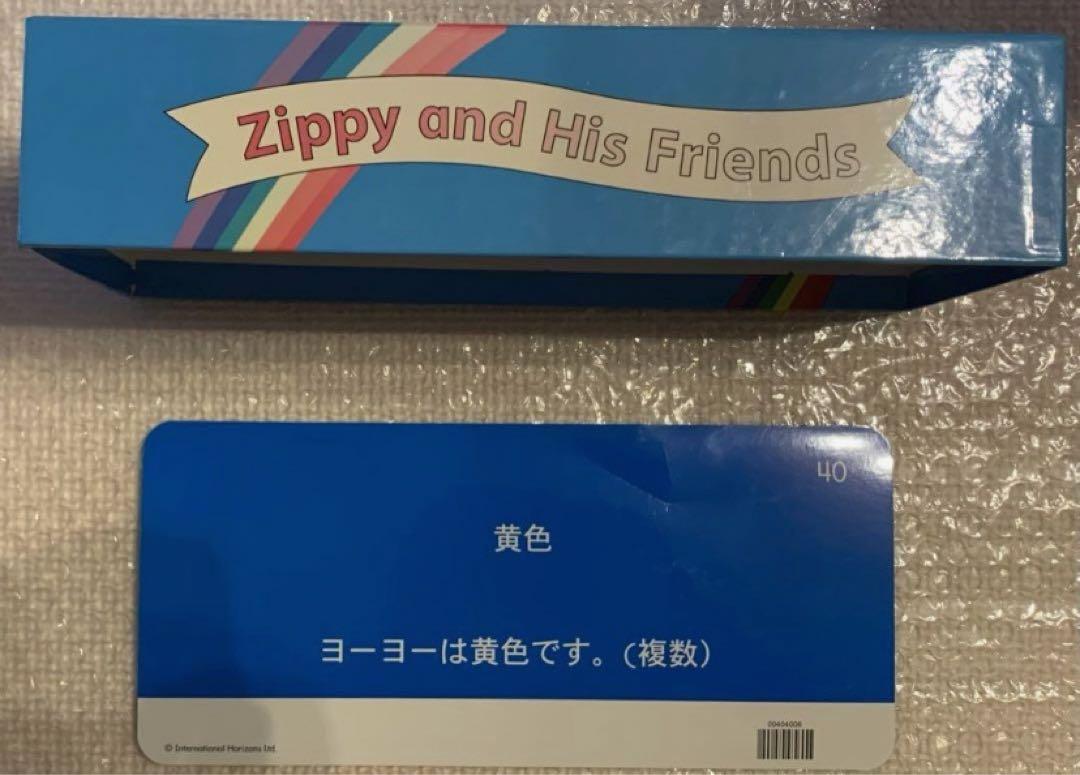 Zippy and His Friends
40
黄色
ヨーヨーは黄色です。(複数)
© International Horizons Ltd.
00404006